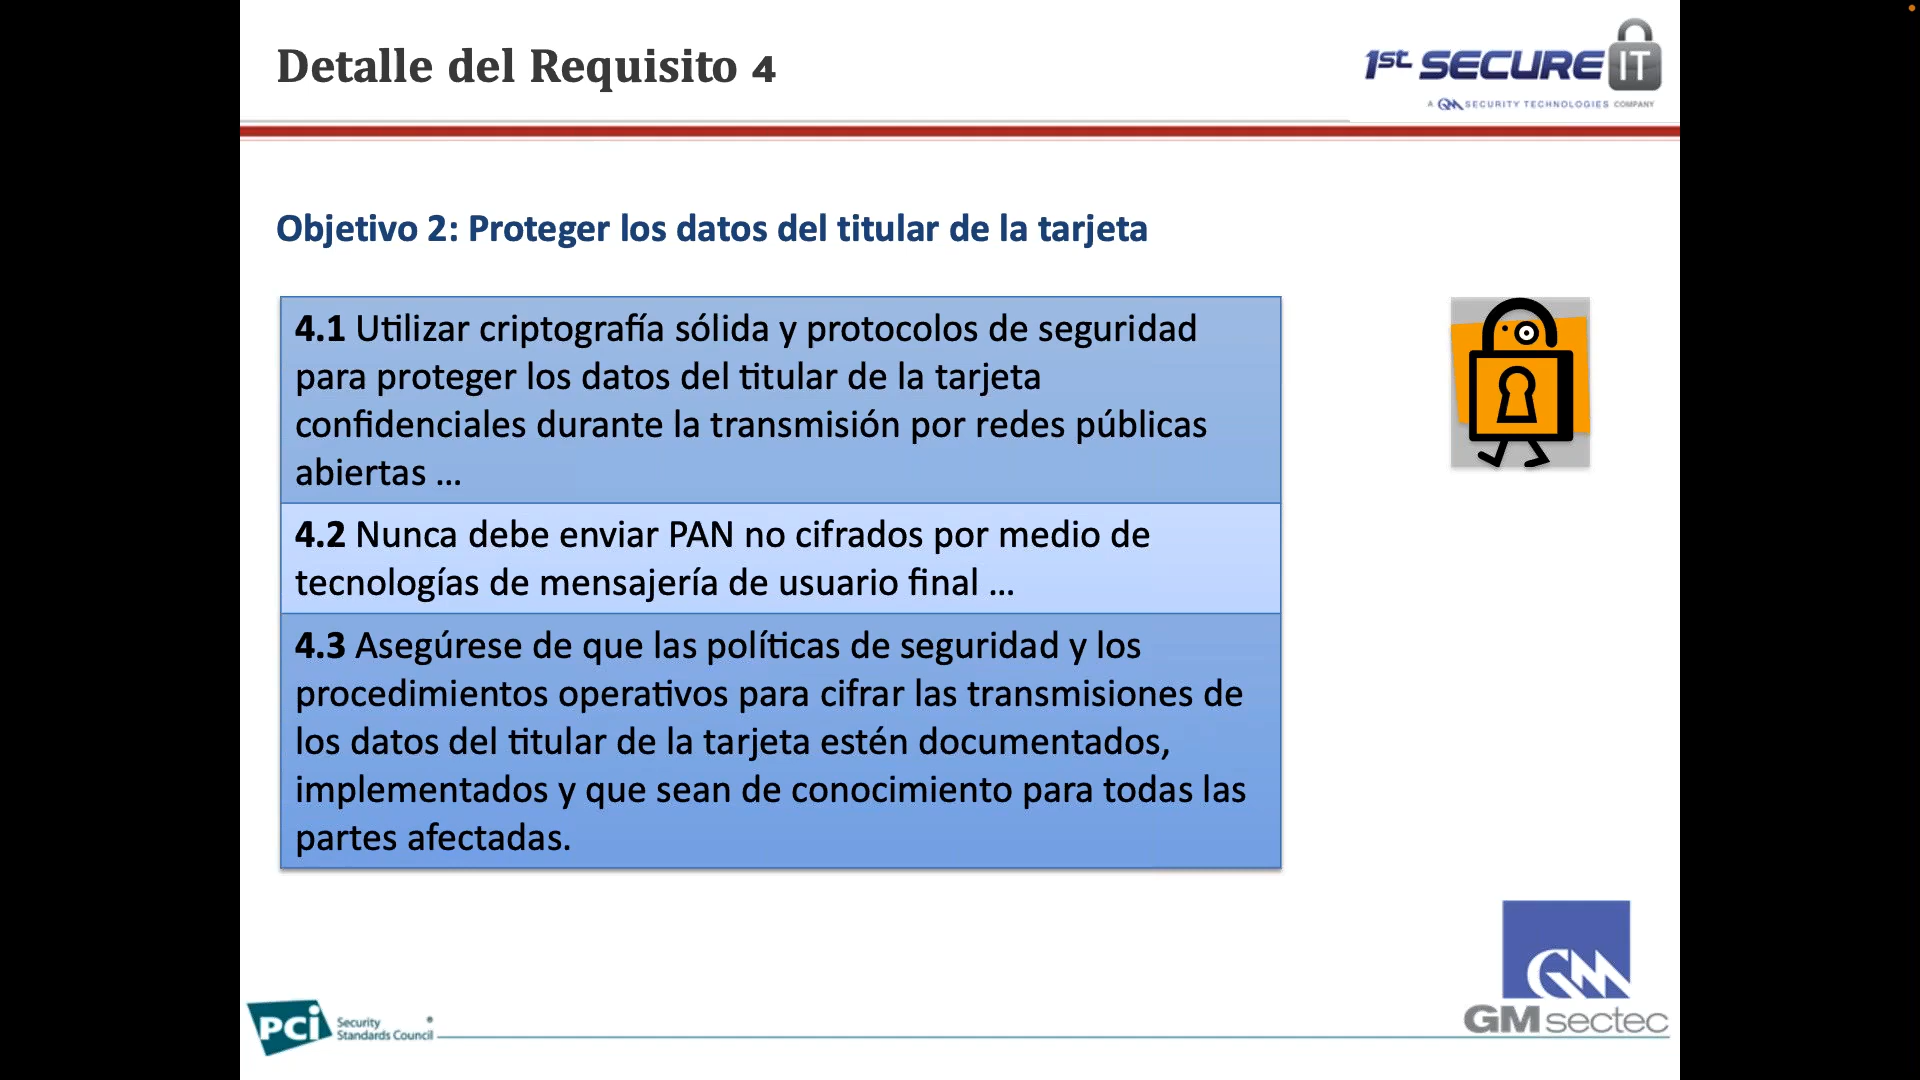 Detalle del Requisito 4
1st SECURE IT
A GM SECURITY TECHNOLOGIES COMPANY
Objetivo 2: Proteger los datos del titular de la tarjeta
4.1 Utilizar criptografía sólida y protocolos de seguridad
para proteger los datos del titular de la tarjeta
confidenciales durante la transmisión por redes públicas
abiertas ...
4.2 Nunca debe enviar PAN no cifrados por medio de
tecnologías de mensajería de usuario final ...
4.3 Asegúrese de que las políticas de seguridad y los
procedimientos operativos para cifrar las transmisiones de
los datos del titular de la tarjeta estén documentados,
implementados y que sean de conocimiento para todas las
partes afectadas.
GM
GM sectec
PCi Security
Standards Council